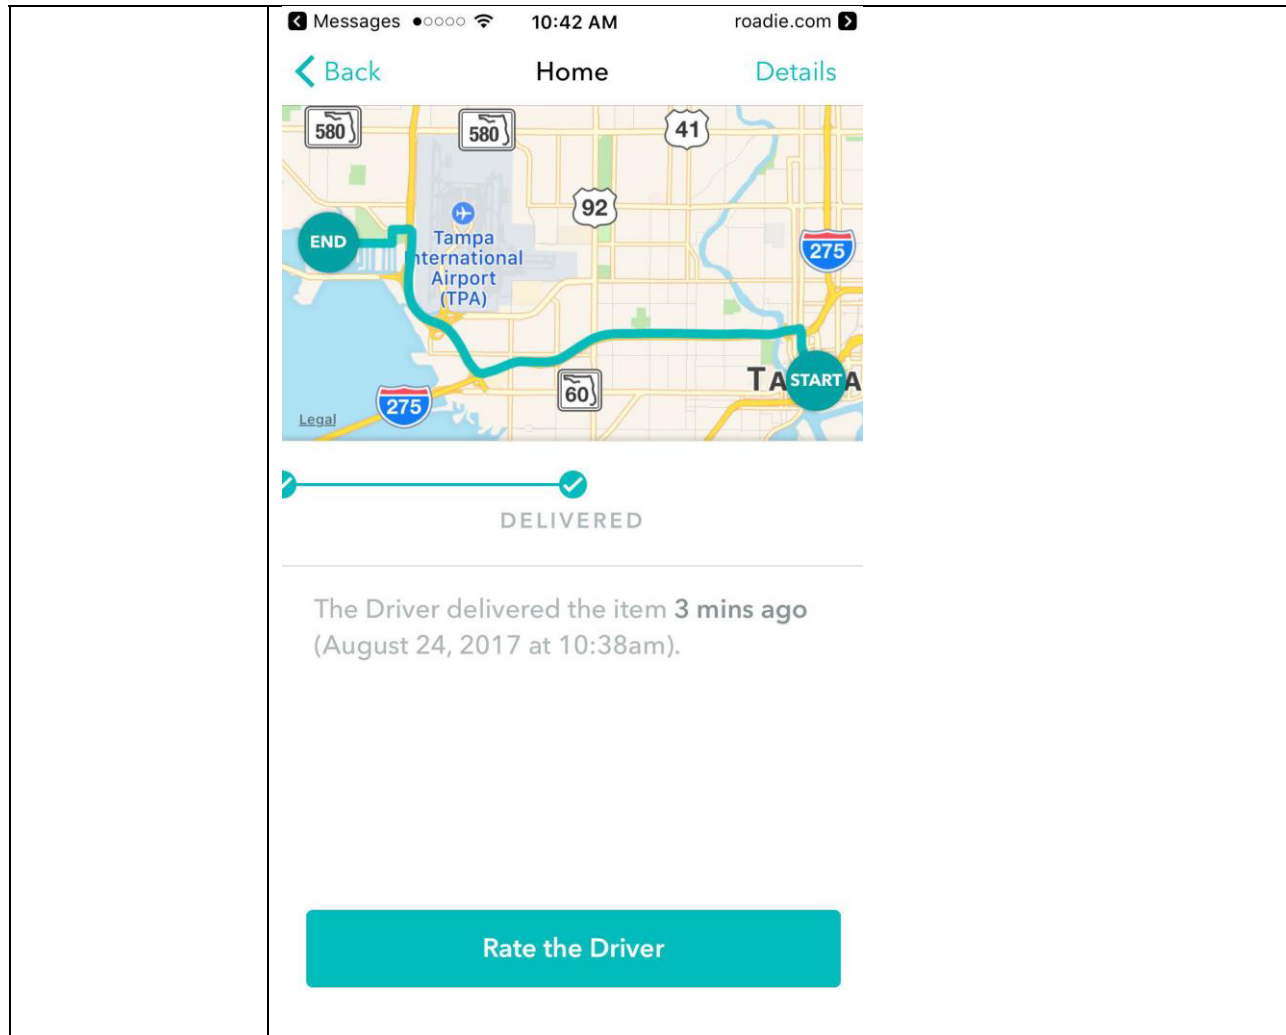 Messages 10:42 AM roadie.com
Back Home Details
580 580 41
92
END
275
Tampa
nternational
Airport
(TPA)
START
60
275
Legal
DELIVERED
The Driver delivered the item 3 mins ago
(August 24, 2017 at 10:38am).
Rate the Driver